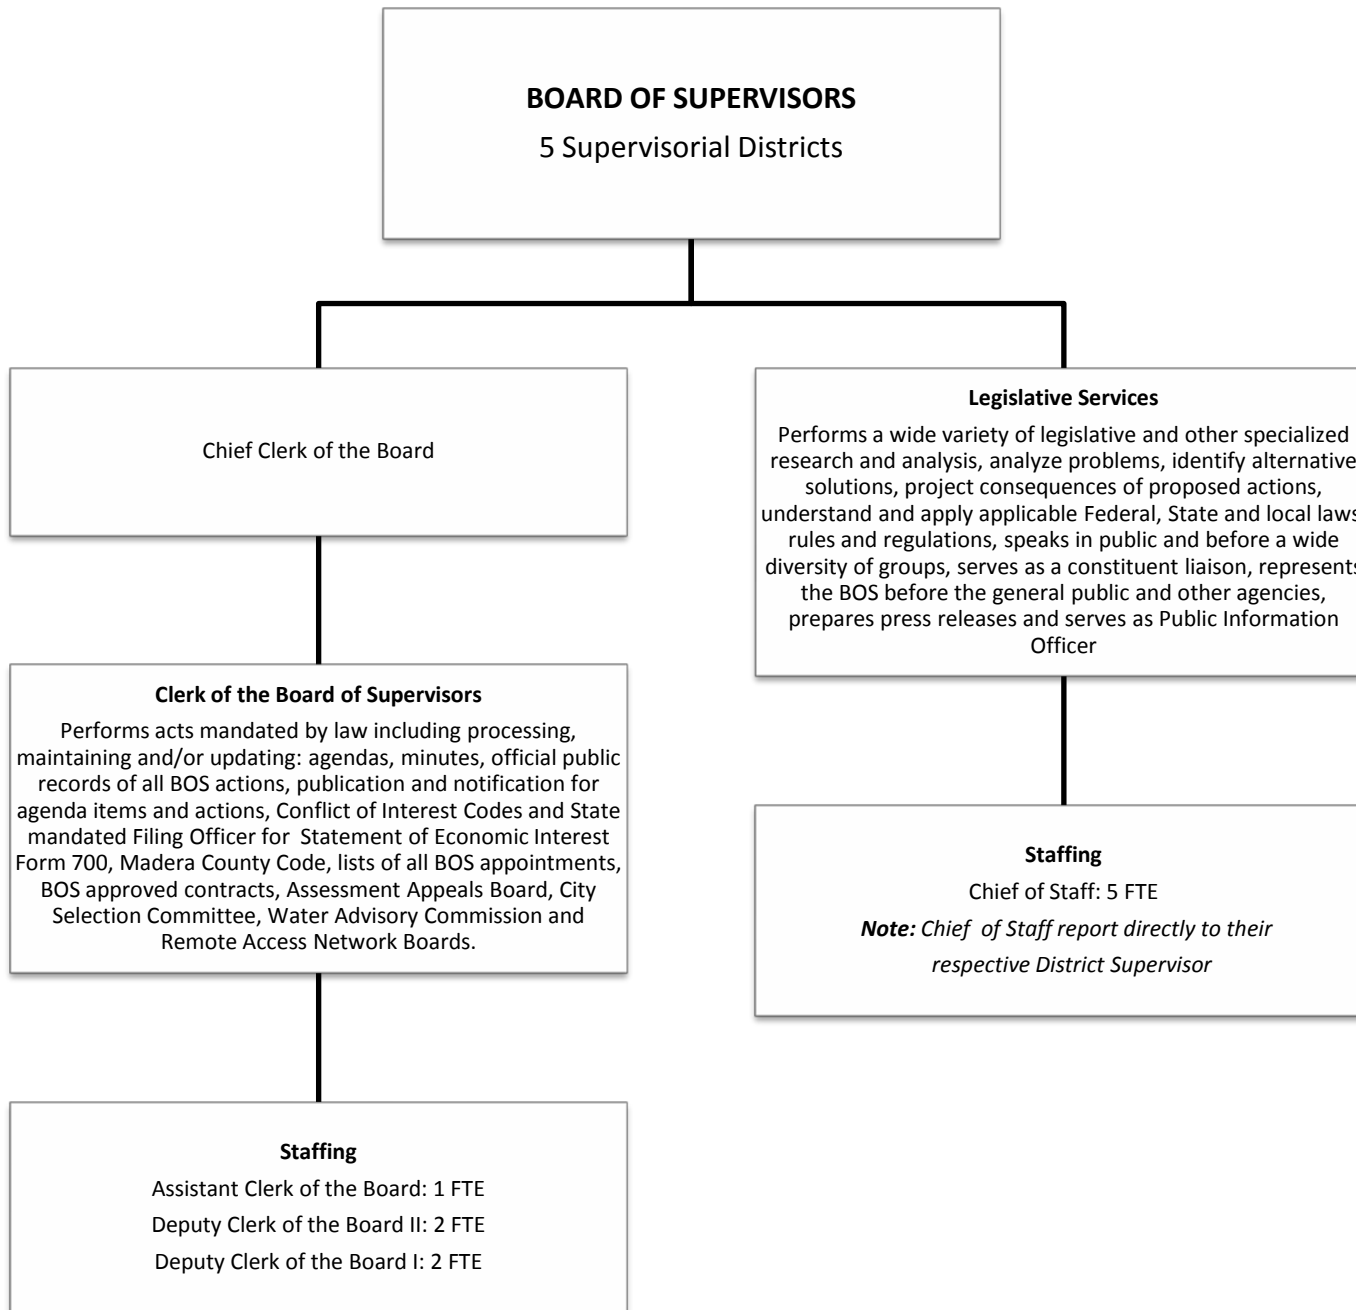 BOARD OF SUPERVISORS
5 Supervisorial Districts
Chief Clerk of the Board
Legislative Services
Performs a wide variety of legislative and other specialized
research and analysis, analyze problems, identify alternative
solutions, project consequences of proposed actions,
understand and apply applicable Federal, State and local laws
rules and regulations, speaks in public and before a wide
diversity of groups, serves as a constituent liaison, represents
the BOS before the general public and other agencies,
prepares press releases and serves as Public Information
Officer
Clerk of the Board of Supervisors
Performs acts mandated by law including processing,
maintaining and/or updating: agendas, minutes, official public
records of all BOS actions, publication and notification for
agenda items and actions, Conflict of Interest Codes and State
mandated Filing Officer for Statement of Economic Interest
Form 700, Madera County Code, lists of all BOS appointments,
BOS approved contracts, Assessment Appeals Board, City
Selection Committee, Water Advisory Commission and
Remote Access Network Boards.
Staffing
Chief of Staff: 5 FTE
Note: Chief of Staff report directly to their
respective District Supervisor
Staffing
Assistant Clerk of the Board: 1 FTE
Deputy Clerk of the Board II: 2 FTE
Deputy Clerk of the Board I: 2 FTE